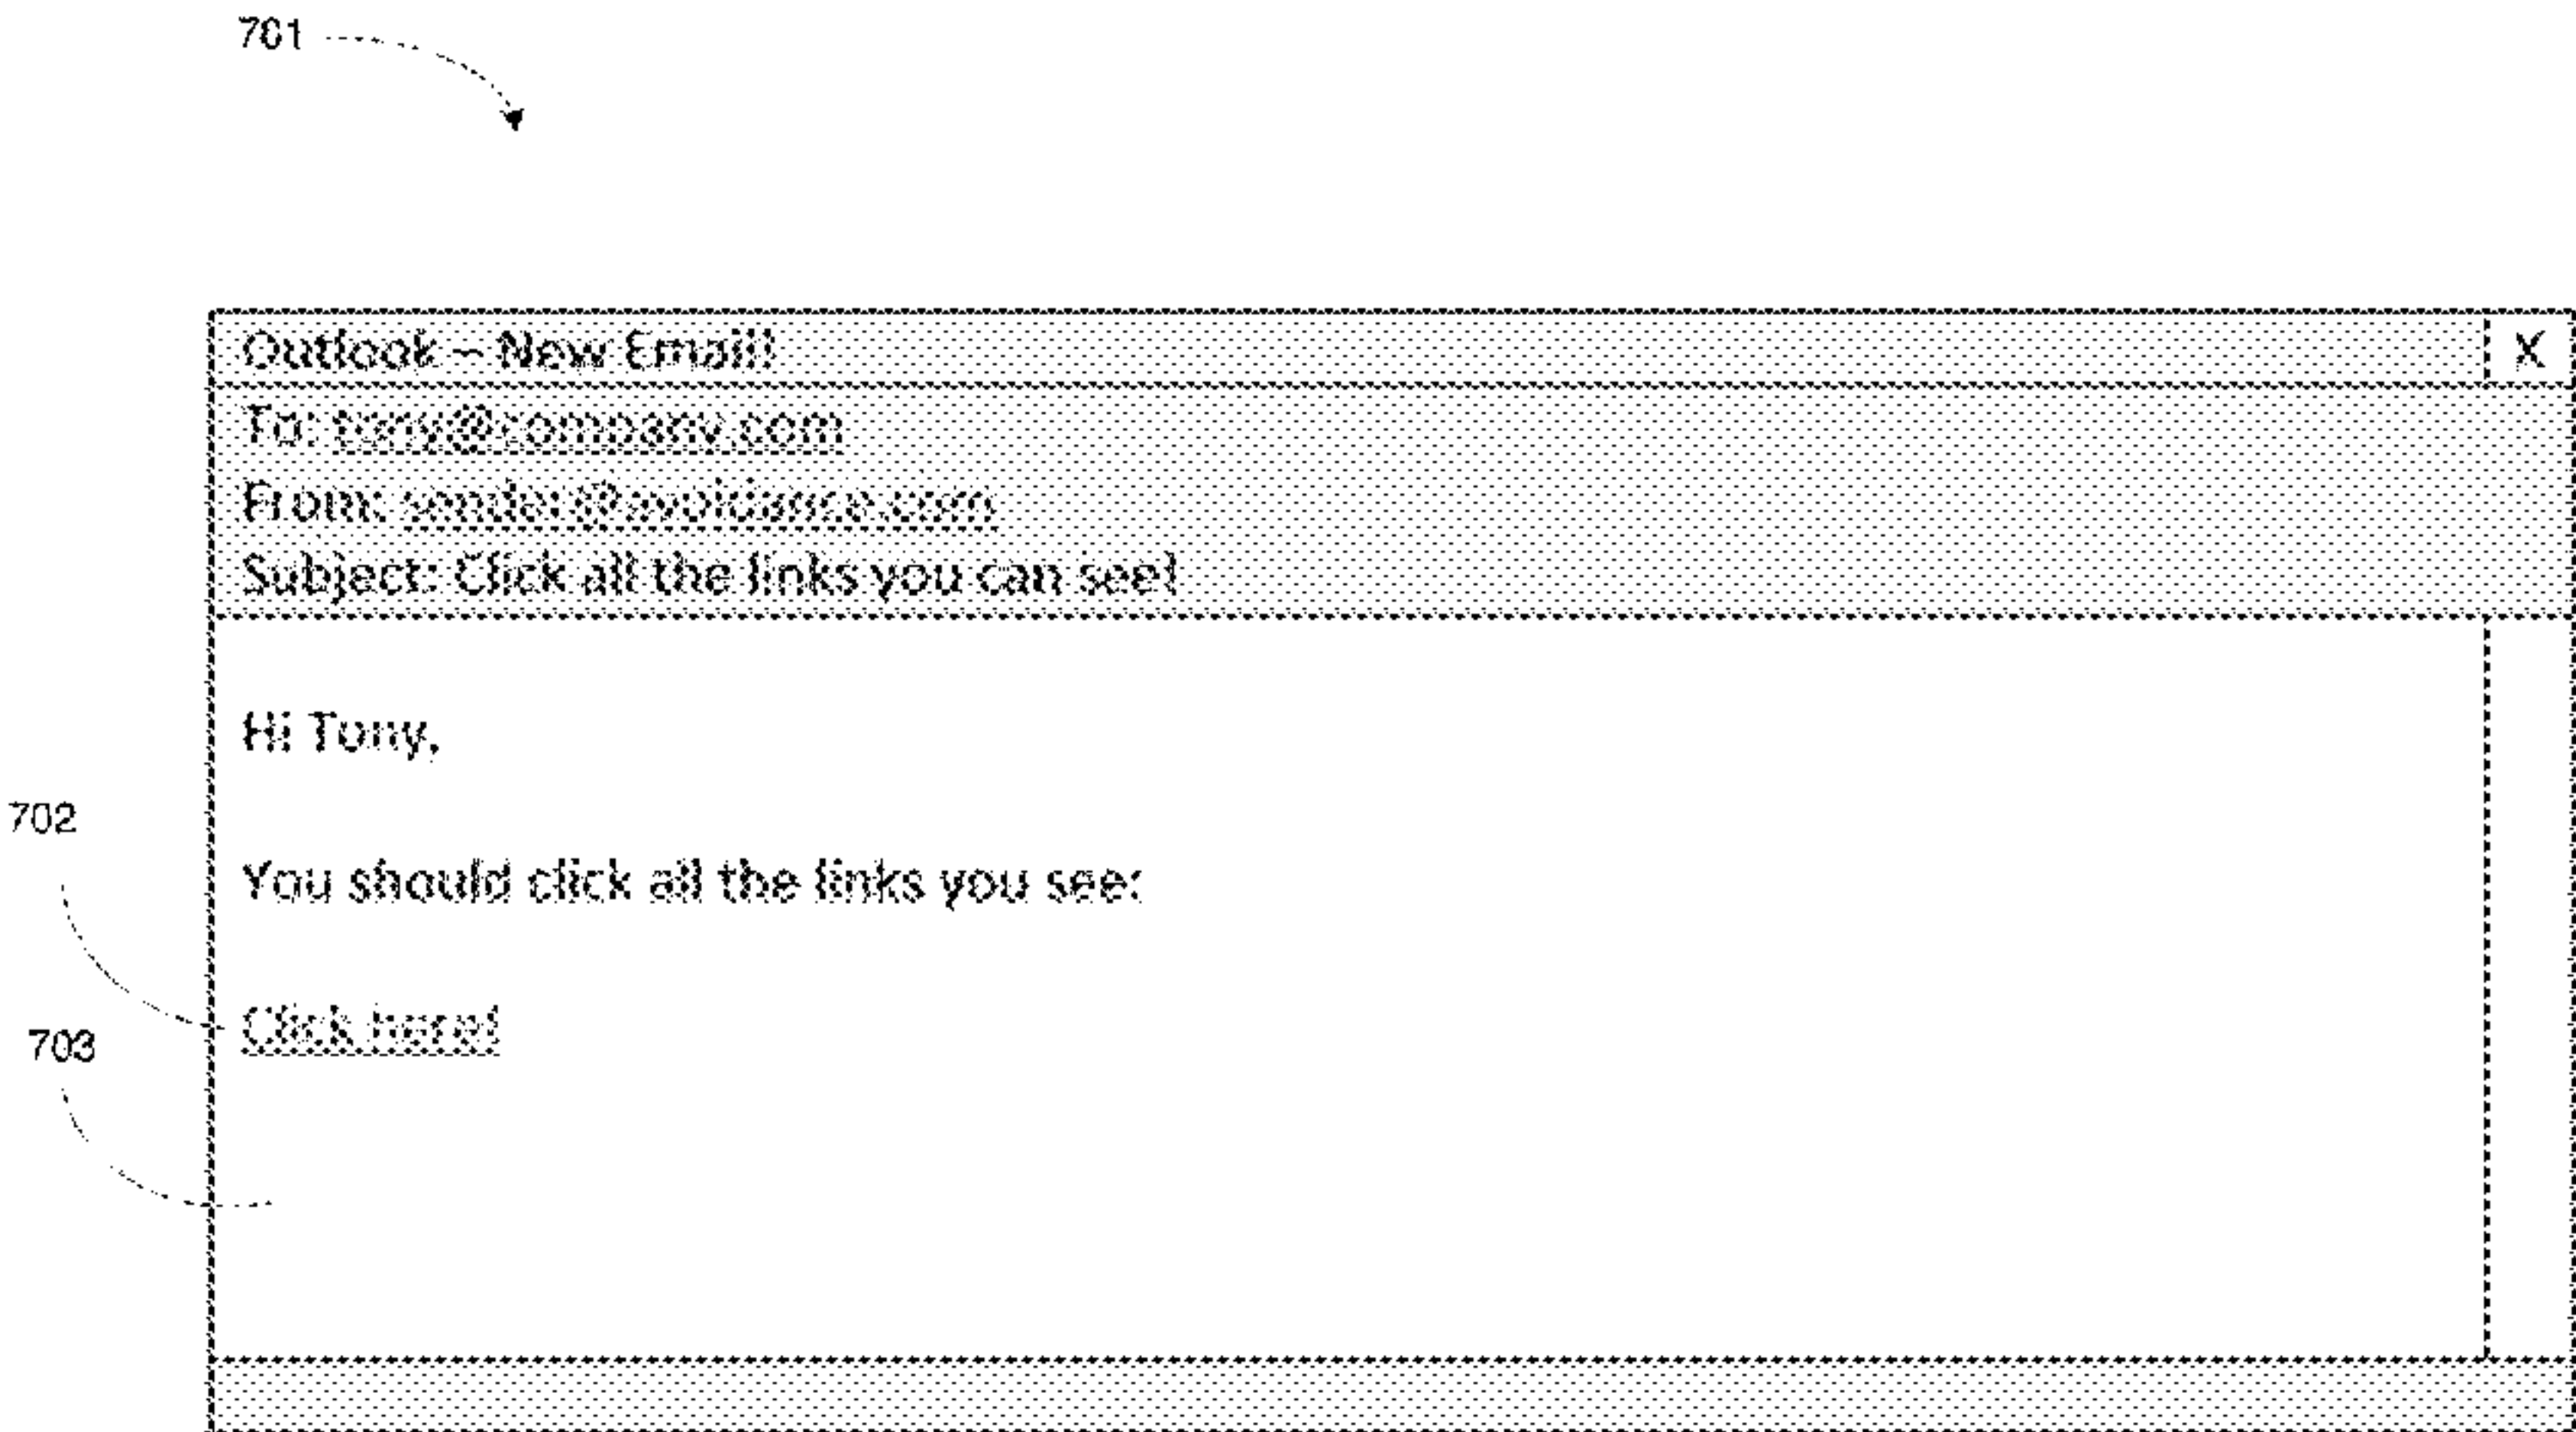 701
Outlook – New Email! X
To: tony@company.com
From: sender@avoidance.com
Subject: Click all the links you can see!
Hi Tony,
702
You should click all the links you see:
Click here!
703